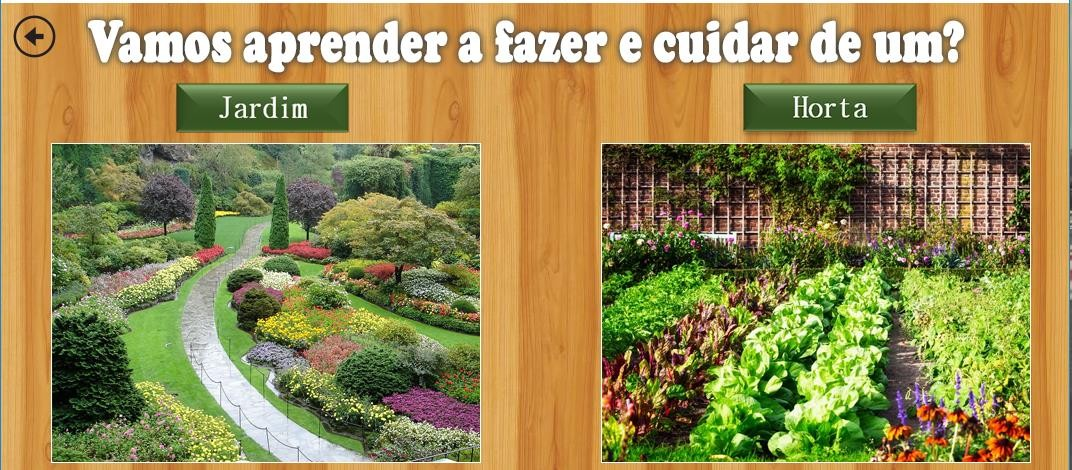 Vamos aprender a fazer e cuidar de um?
Jardim
Horta